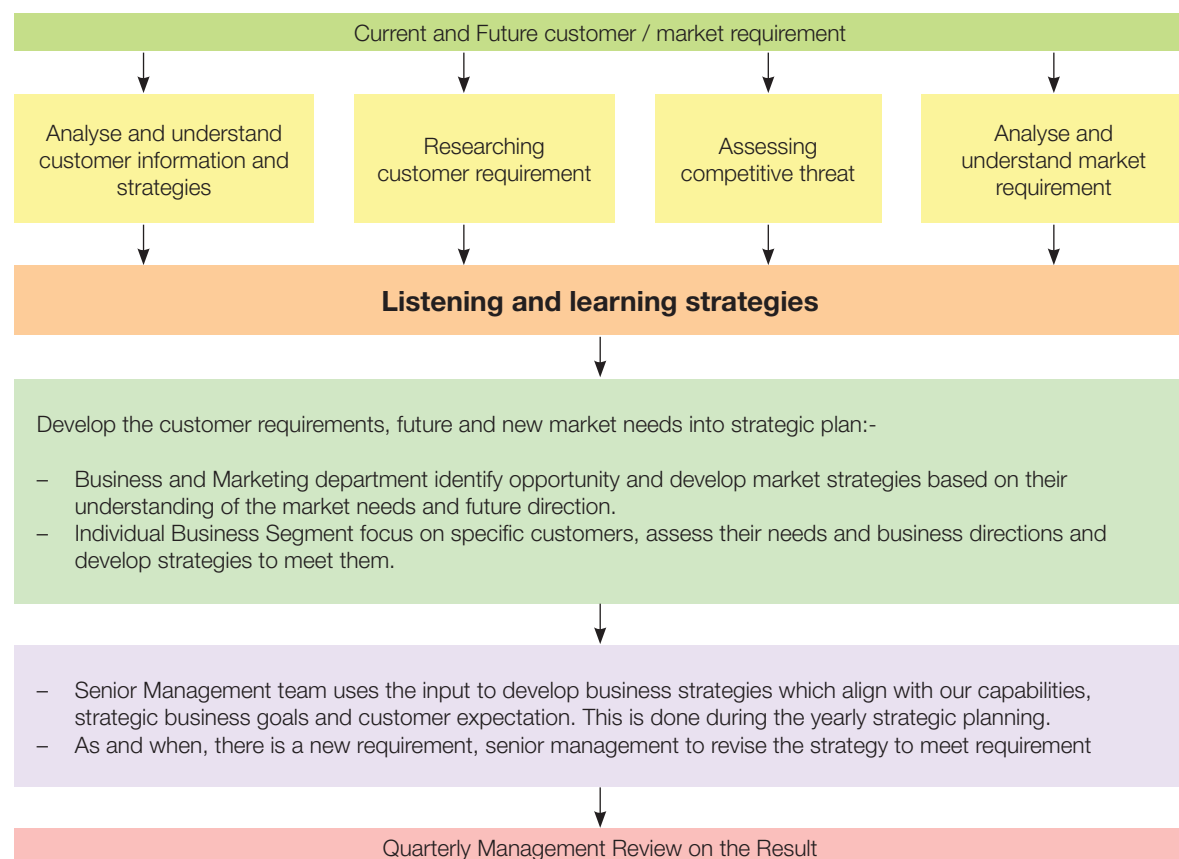 Current and Future customer / market requirement
Analyse and understand
customer information and
strategies
Researching
customer requirement
Assessing
competitive threat
Analyse and
understand market
requirement
Listening and learning strategies
Develop the customer requirements, future and new market needs into strategic plan:-
– Business and Marketing department identify opportunity and develop market strategies based on their
understanding of the market needs and future direction.
– Individual Business Segment focus on specific customers, assess their needs and business directions and
develop strategies to meet them.
– Senior Management team uses the input to develop business strategies which align with our capabilities,
strategic business goals and customer expectation. This is done during the yearly strategic planning.
– As and when, there is a new requirement, senior management to revise the strategy to meet requirement
Quarterly Management Review on the Result